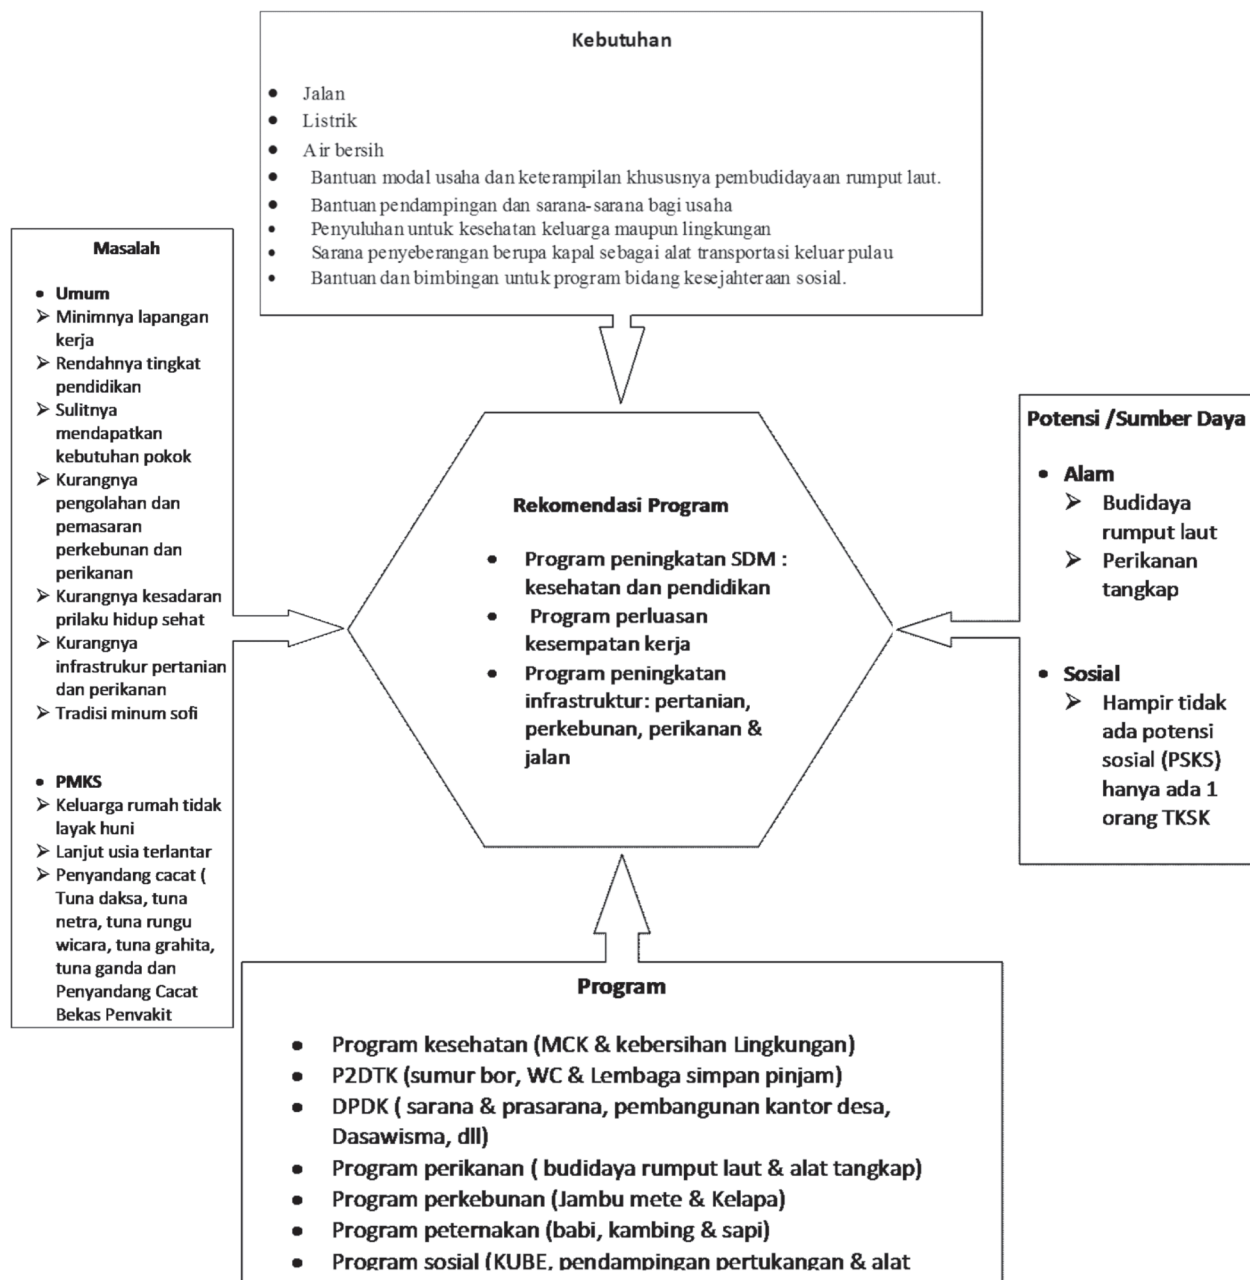 Kebutuhan
• Jalan
• Listrik
• Air bersih
• Bantuan modal usaha dan keterampilan khususnya pembudidayaan rumput laut.
• Bantuan pendampingan dan sarana-sarana bagi usaha
• Penyuluhan untuk kesehatan keluarga maupun lingkungan
• Sarana penyeberangan berupa kapal sebagai alat transportasi keluar pulau
• Bantuan dan bimbingan untuk program bidang kesejahteraan sosial.
Masalah
• Umum
➢ Minimnya lapangan
kerja
➢ Rendahnya tingkat
pendidikan
➢ Sulitnya
mendapatkan
kebutuhan pokok
➢ Kurangnya
pengolahan dan
pemasaran
perkebunan dan
perikanan
➢ Kurangnya kesadaran
prilaku hidup sehat
➢ Kurangnya
infrastrukur pertanian
dan perikanan
➢ Tradisi minum sofi
• PMKS
➢ Keluarga rumah tidak
layak huni
➢ Lanjut usia terlantar
➢ Penyandang cacat (
Tuna daksa, tuna
netra, tuna rungu
wicara, tuna grahita,
tuna ganda dan
Penyandang Cacat
Bekas Penyakit
Rekomendasi Program
• Program peningkatan SDM :
kesehatan dan pendidikan
• Program perluasan
kesempatan kerja
• Program peningkatan
infrastruktur: pertanian,
perkebunan, perikanan &
jalan
Potensi /Sumber Daya
• Alam
➢ Budidaya
rumput laut
➢ Perikanan
tangkap
• Sosial
➢ Hampir tidak
ada potensi
sosial (PSKS)
hanya ada 1
orang TKSK
Program
• Program kesehatan (MCK & kebersihan Lingkungan)
• P2DTK (sumur bor, WC & Lembaga simpan pinjam)
• DPDK ( sarana & prasarana, pembangunan kantor desa,
Dasawisma, dll)
• Program perikanan ( budidaya rumput laut & alat tangkap)
• Program perkebunan (Jambu mete & Kelapa)
• Program peternakan (babi, kambing & sapi)
• Program sosial (KUBE, pendampingan pertukangan & alat